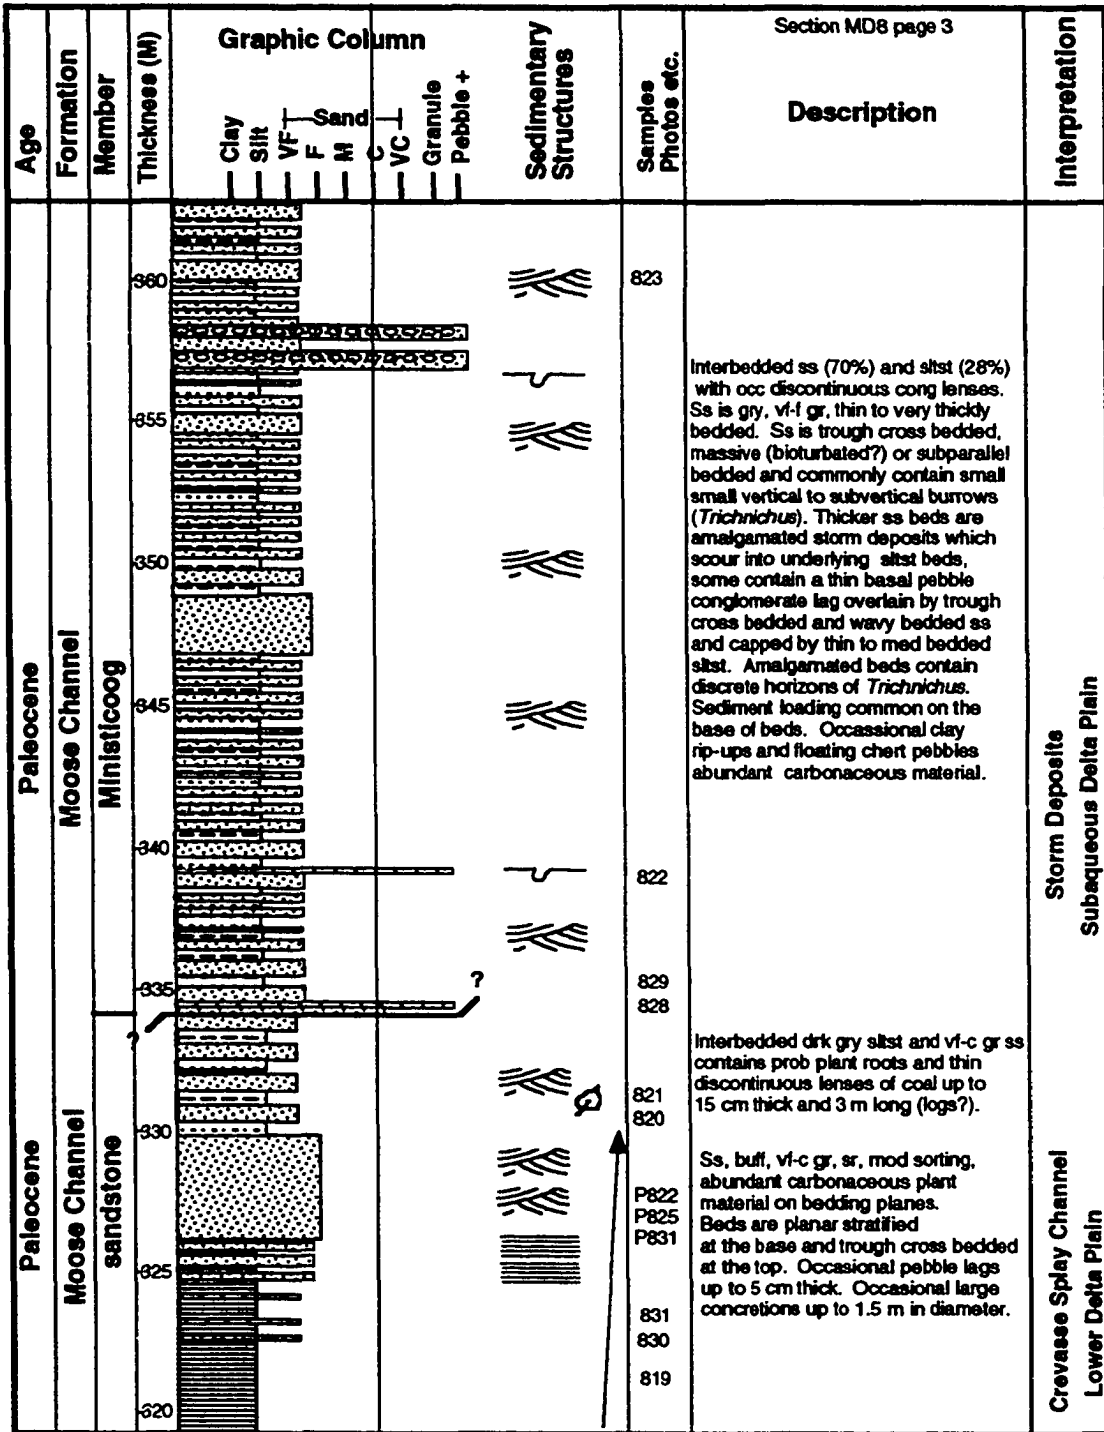 Section MD8 page 3
Age
Formation
Member
Thickness (M)
Graphic Column
Sand
Clay
Silt
VF
F
M
C
VC
Granule
Pebble +
Sedimentary
Structures
Samples
Photos etc.
Description
Interpretation
Paleocene
Moose Channel
Ministicoog
360
355
350
345
340
335
330
325
320
823
822
829
828
821
820
P822
P825
P831
831
830
819
?
?
Interbedded ss (70%) and sltst (28%)
with occ discontinuous cong lenses.
Ss is gry, vf-f gr, thin to very thickly
bedded. Ss is trough cross bedded,
massive (bioturbated?) or subparallel
bedded and commonly contain small
small vertical to subvertical burrows
(Trichnichus). Thicker ss beds are
amalgamated storm deposits which
scour into underlying sltst beds,
some contain a thin basal pebble
conglomerate lag overlain by trough
cross bedded and wavy bedded ss
and capped by thin to med bedded
sltst. Amalgamated beds contain
discrete horizons of Trichnichus.
Sediment loading common on the
base of beds. Occassional clay
rip-ups and floating chert pebbles
abundant carbonaceous material.
Storm Deposits
Subaqueous Delta Plain
Paleocene
Moose Channel
sandstone
Interbedded drk gry sltst and vf-c gr ss
contains prob plant roots and thin
discontinuous lenses of coal up to
15 cm thick and 3 m long (logs?).
Ss, buff, vf-c gr, sr, mod sorting,
abundant carbonaceous plant
material on bedding planes.
Beds are planar stratified
at the base and trough cross bedded
at the top. Occasional pebble lags
up to 5 cm thick. Occasional large
concretions up to 1.5 m in diameter.
Crevasse Splay Channel
Lower Delta Plain